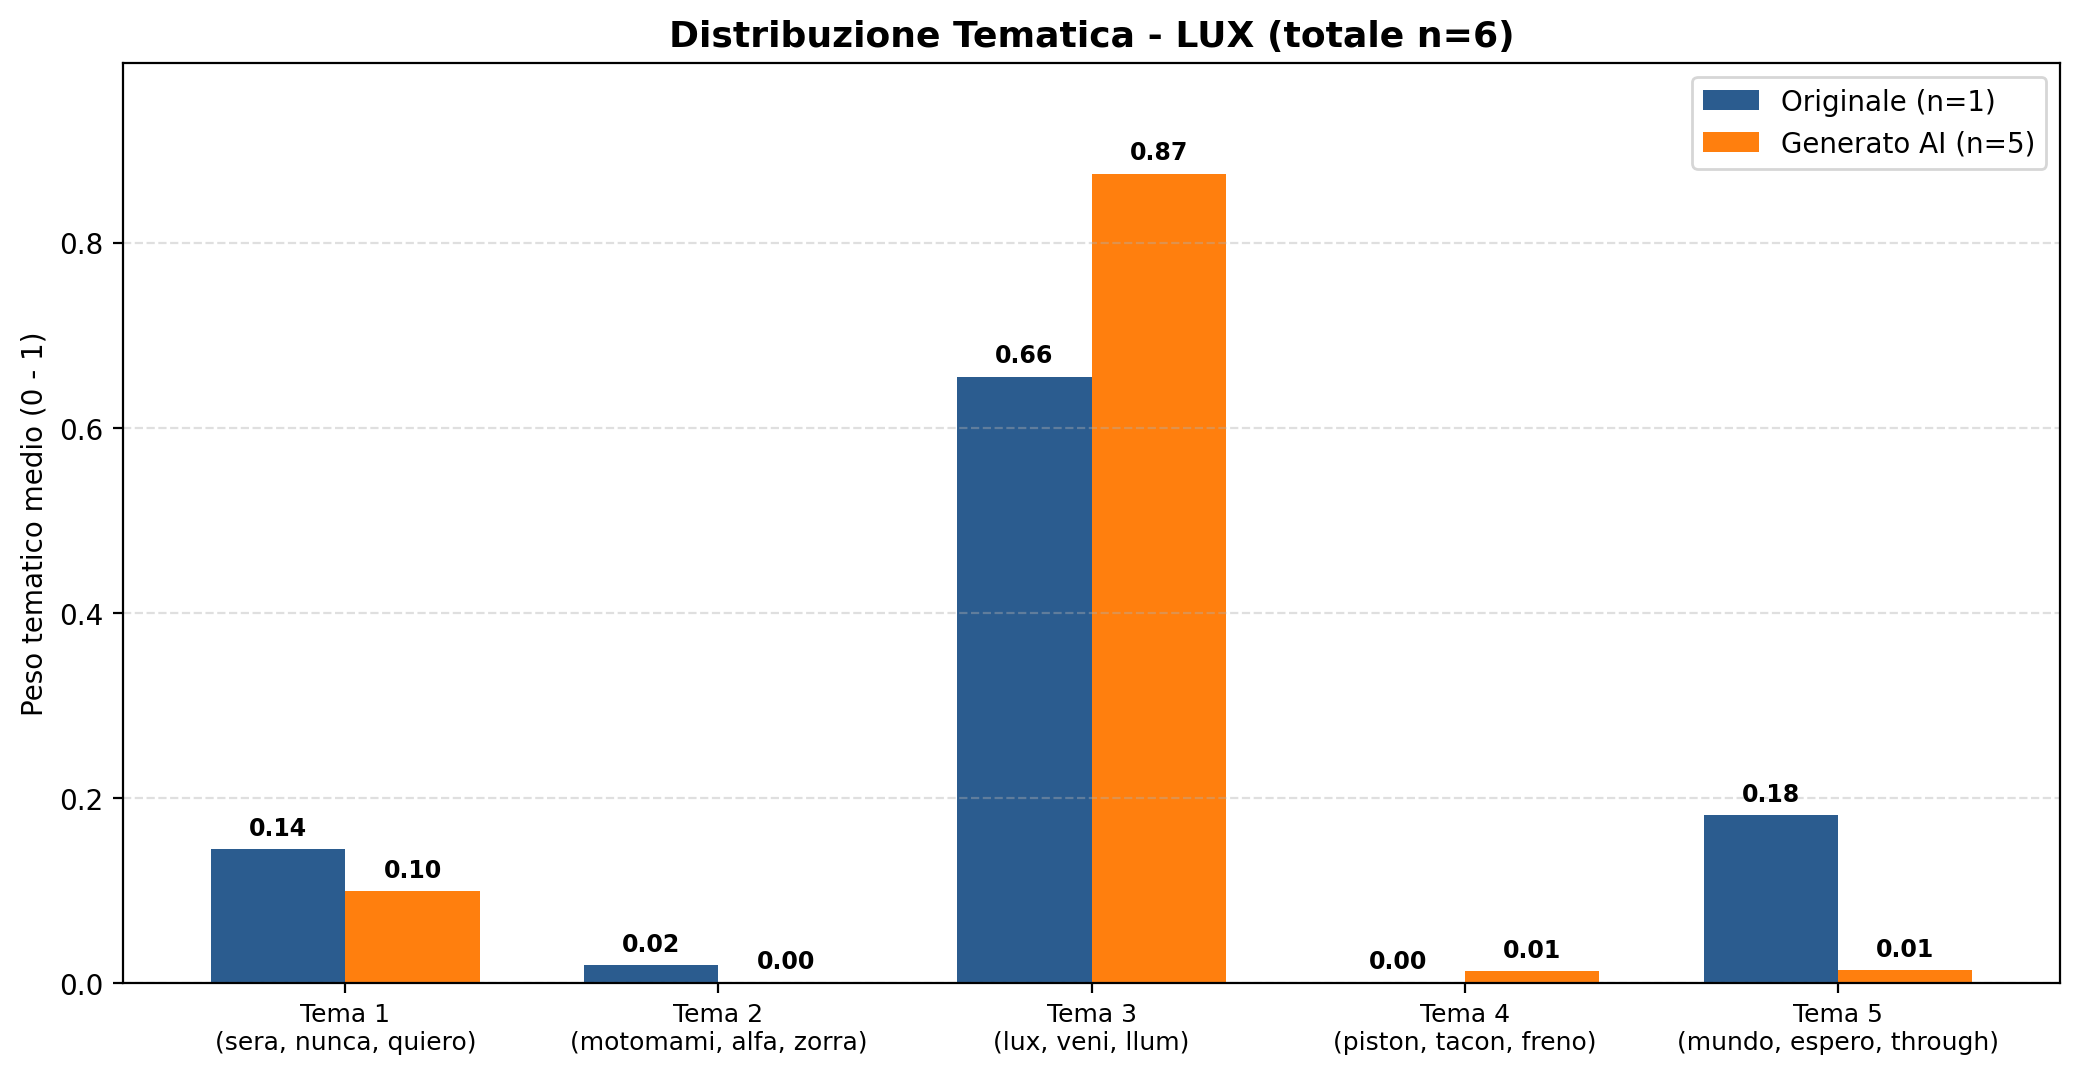 Distribuzione Tematica - LUX (totale n=6)
Originale (n=1)
Generato AI (n=5)
Peso tematico medio (0 - 1)
0.8
0.6
0.4
0.2
0.0
0.14
0.10
0.02
0.00
0.66
0.87
0.00
0.01
0.18
0.01
Tema 1
(sera, nunca, quiero)
Tema 2
(motomami, alfa, zorra)
Tema 3
(lux, veni, llum)
Tema 4
(piston, tacon, freno)
Tema 5
(mundo, espero, through)